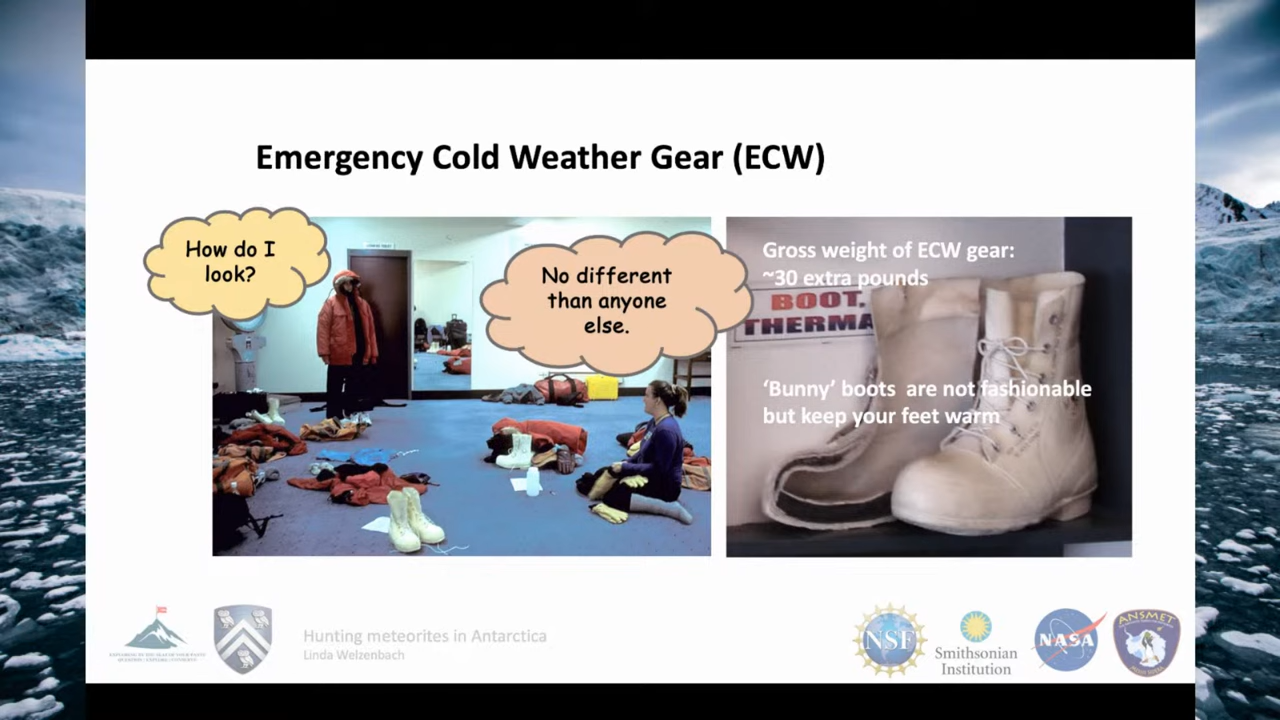 Emergency Cold Weather Gear (ECW)
How do I
look?
No different
than anyone
else.
Gross weight of ECW gear:
~30 extra pounds
BOOT,
THERMA
‘Bunny’ boots are not fashionable
but keep your feet warm
Hunting meteorites in Antarctica
Linda Welzenbach
NSF
Smithsonian
Institution
NASA
ANSMET